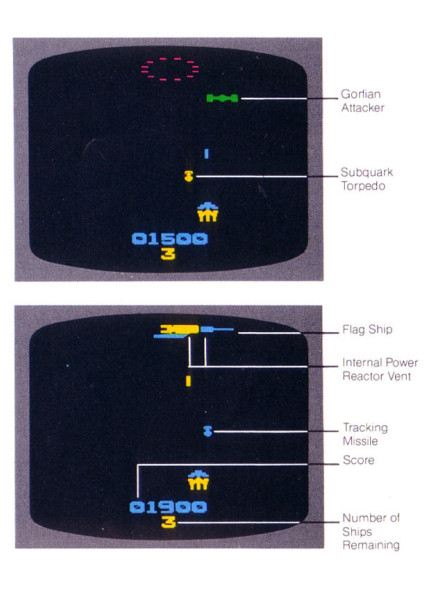 Gorfian
Attacker
Subquark
Torpedo
01500
3
Flag Ship
Internal Power
Reactor Vent
Tracking
Missile
Score
01900
3
Number of
Ships
Remaining